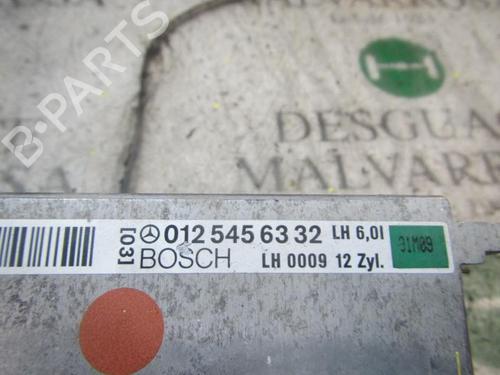 DESGUA
MALVARE
[03] 012 545 63 32 LH 6,0l 31M09
BOSCH LH 0009 12 Zyl.
B-PARTS